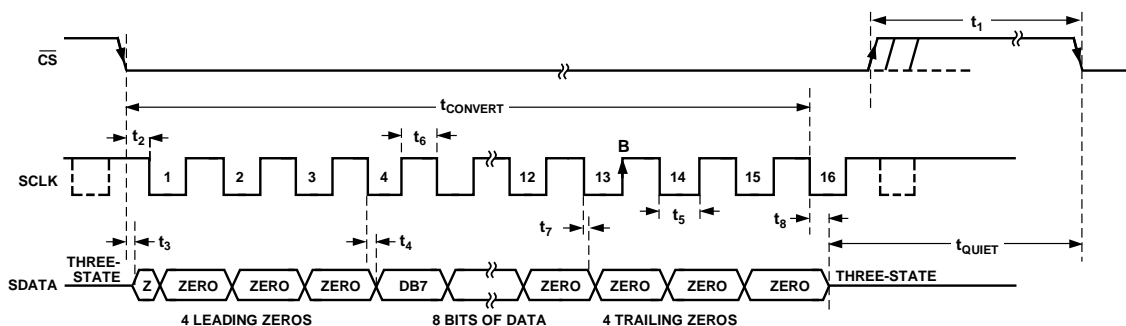 t1
CS
tCONVERT
t2
t6
B
SCLK
1 2 3 4 12 13 14 15 16
t3
t4
t7
t5
t8
tQUIET
THREE-STATE
SDATA
Z ZERO ZERO ZERO DB7 ZERO ZERO ZERO ZERO
THREE-STATE
4 LEADING ZEROS 8 BITS OF DATA 4 TRAILING ZEROS